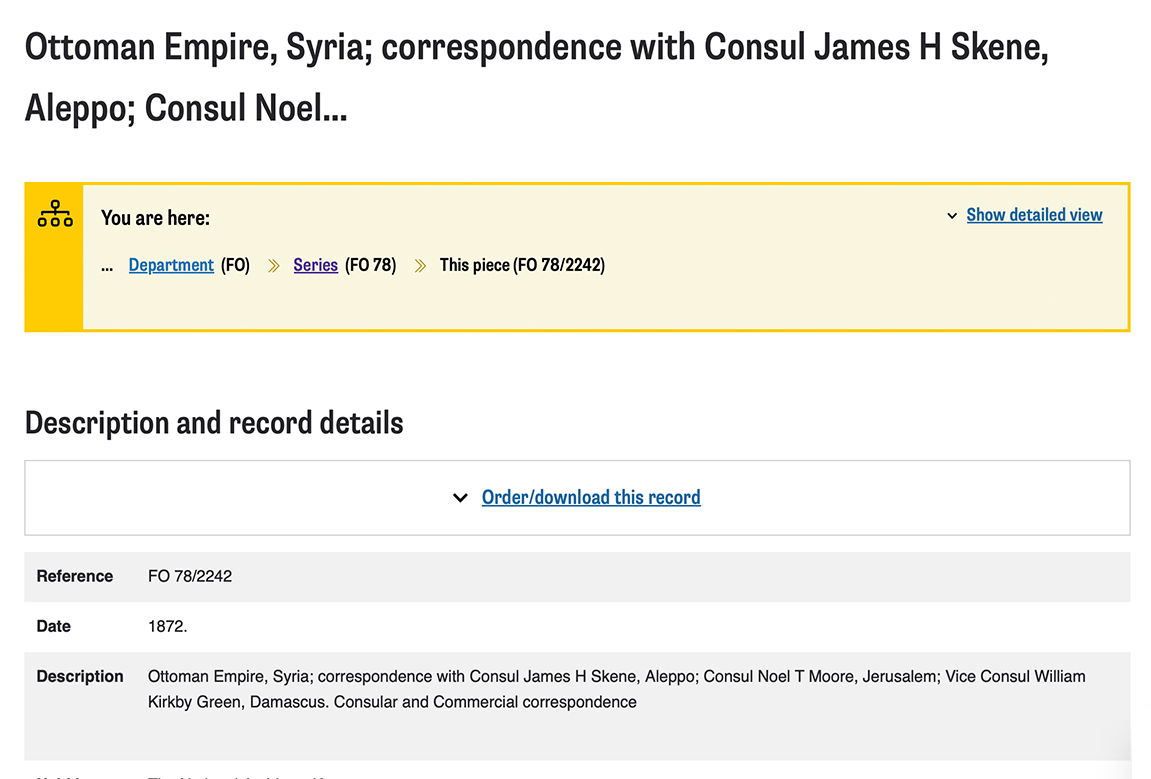 Ottoman Empire, Syria; correspondence with Consul James H Skene,
Aleppo; Consul Noel...
You are here:
Show detailed view
... Department (FO) » Series (FO 78) » This piece (FO 78/2242)
Description and record details
Order/download this record
Reference FO 78/2242
Date 1872.
Description Ottoman Empire, Syria; correspondence with Consul James H Skene, Aleppo; Consul Noel T Moore, Jerusalem; Vice Consul William
Kirkby Green, Damascus. Consular and Commercial correspondence